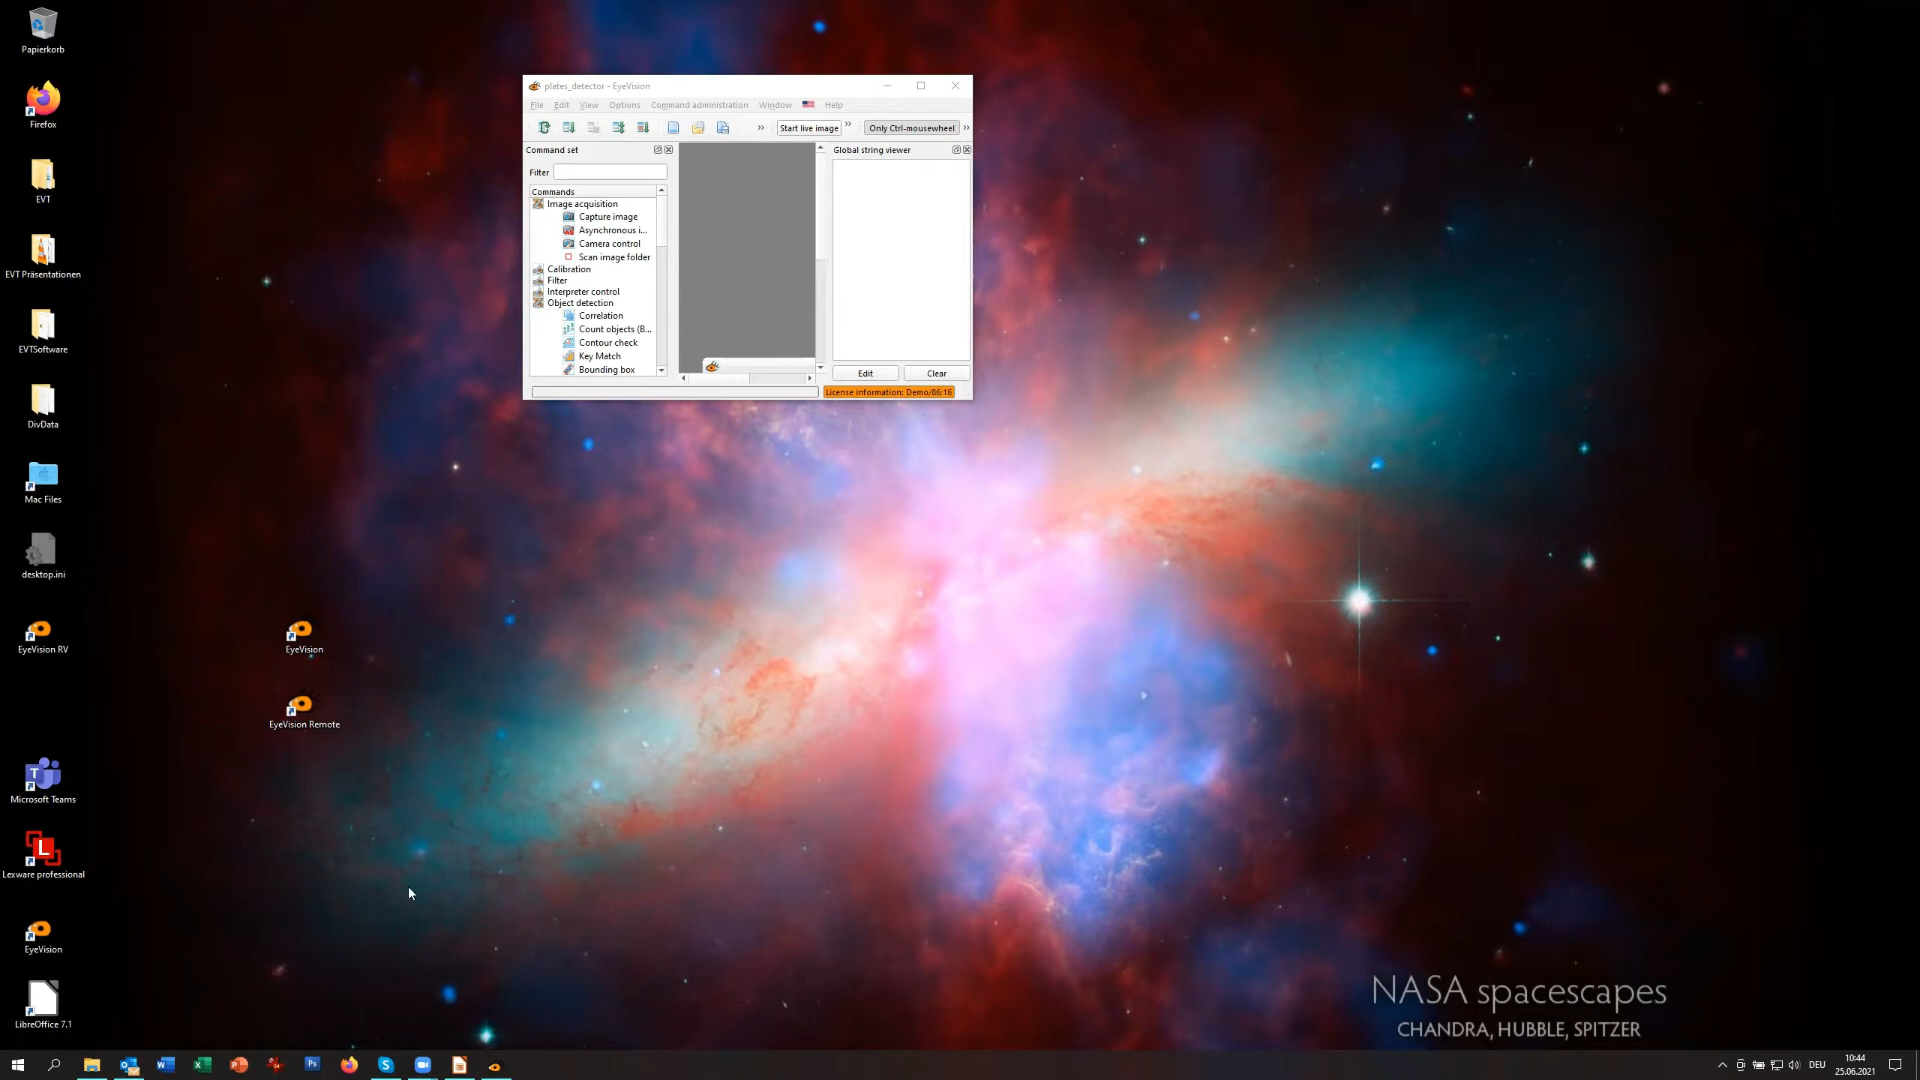 Papierkorb
Firefox
EVT
EVT Präsentationen
EVTSoftware
DivData
Mac Files
desktop.ini
EyeVision RV
Microsoft Teams
Lexware professional
EyeVision
LibreOffice 7.1
EyeVision
EyeVision Remote
plates_detector - EyeVision
File Edit View Options Command administration Window Help
Start live image
Only Ctrl-mousewheel
Command set
Filter
Commands
Image acquisition
Capture image
Asynchronous i...
Camera control
Scan image folder
Calibration
Filter
Interpreter control
Object detection
Correlation
Count objects (B...
Contour check
Key Match
Bounding box
Global string viewer
Edit Clear
License information: Demo/86:16
NASA spacescapes
CHANDRA, HUBBLE, SPITZER
DEU
10:44
25.06.2021